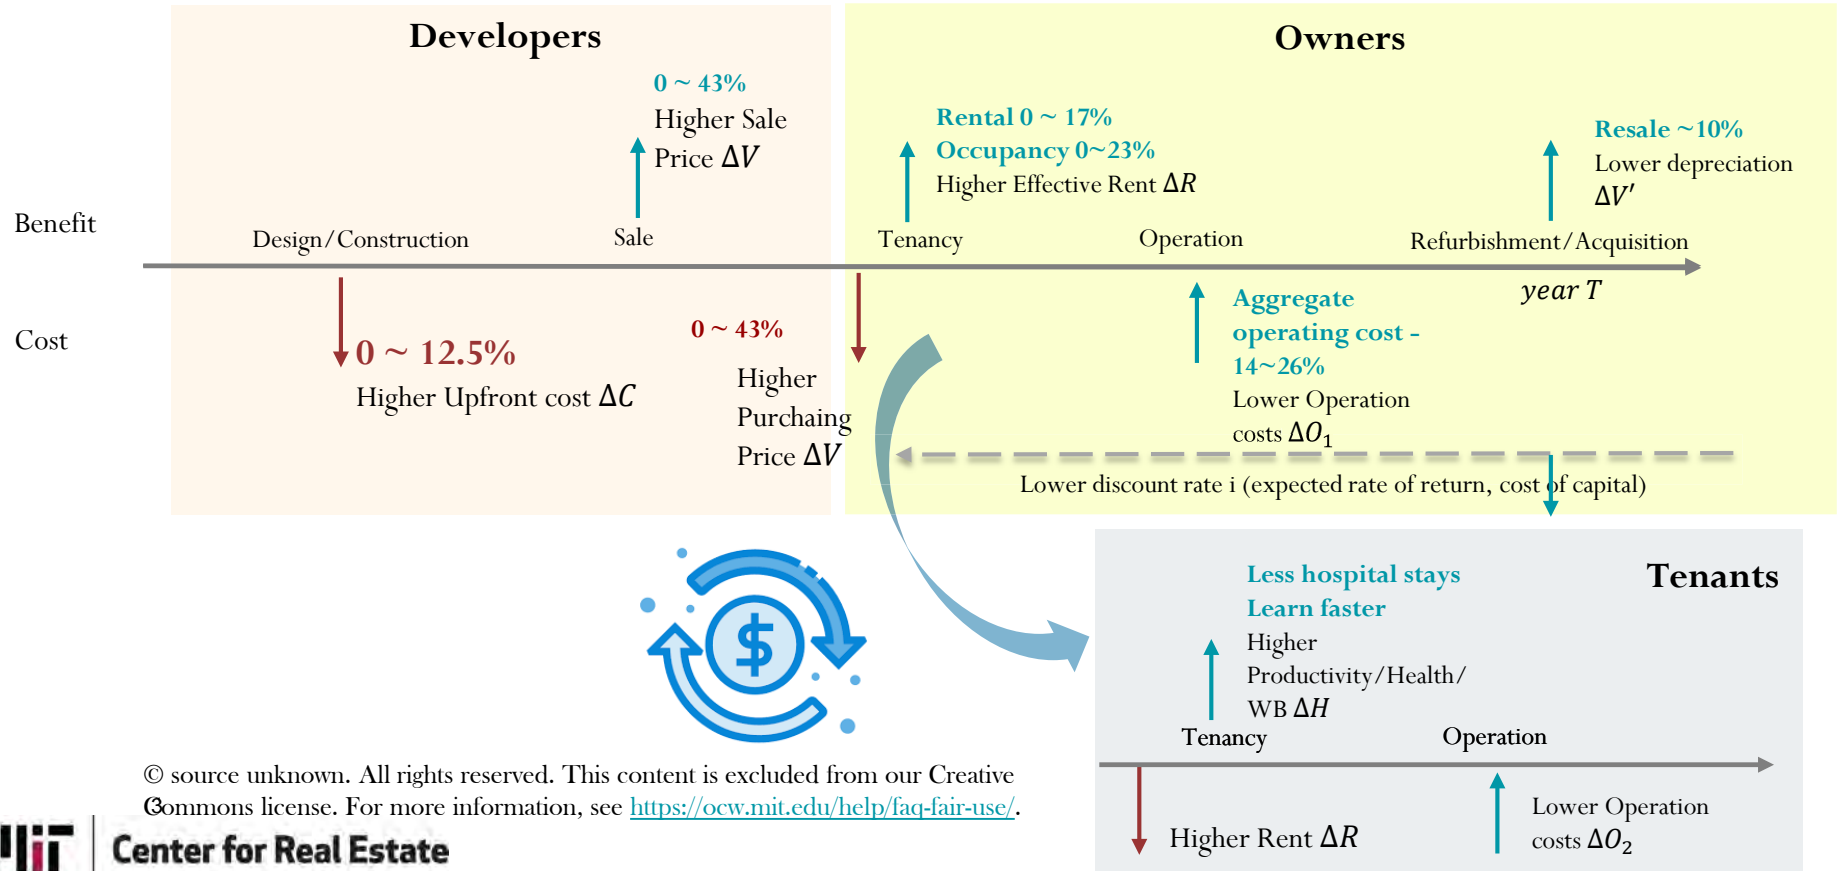 Developers
Owners
0 ~ 43%
Higher Sale
Price ΔV
Rental 0 ~ 17%
Occupancy 0~23%
Higher Effective Rent ΔR
Resale ~10%
Lower depreciation
ΔV′
Benefit
Design/Construction
Sale
Tenancy
Operation
Refurbishment/Acquisition
year T
Cost
0 ~ 12.5%
Higher Upfront cost ΔC
0 ~ 43%
Higher
Purchaing
Price ΔV
Aggregate
operating cost -
14~26%
Lower Operation
costs ΔO₁
Lower discount rate i (expected rate of return, cost of capital)
Tenants
Less hospital stays
Learn faster
Higher
Productivity/Health/
WB ΔH
Tenancy
Operation
Higher Rent ΔR
Lower Operation
costs ΔO₂
$
© source unknown. All rights reserved. This content is excluded from our Creative
Commons license. For more information, see https://ocw.mit.edu/help/faq-fair-use/.
3
MIT
Center for Real Estate